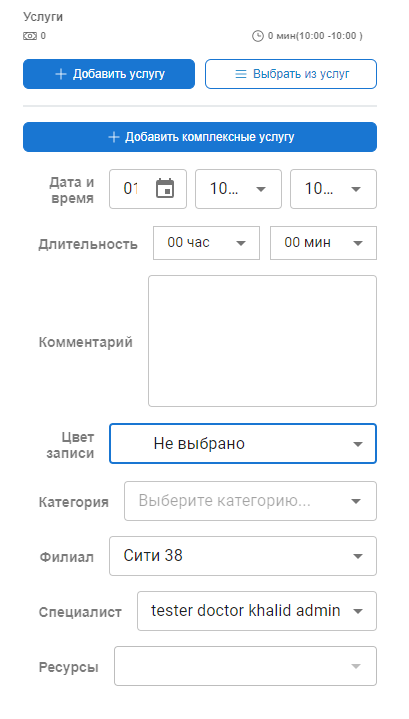 Услуги
0 0 мин(10:00 -10:00 )
Добавить услугу Выбрать из услуг
Добавить комплексные услугу
Дата и время 01 10... 10...
Длительность 00 час 00 мин
Комментарий
Цвет записи Не выбрано
Категория Выберите категорию...
Филиал Сити 38
Специалист tester doctor khalid admin
Ресурсы